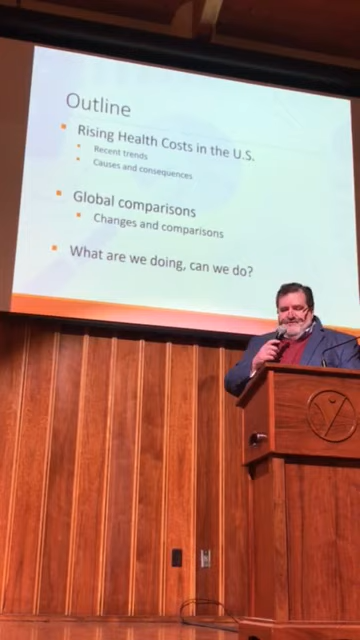 Outline
Rising Health Costs in the U.S.
Recent trends
Causes and consequences
Global comparisons
Changes and comparisons
What are we doing, can we do?